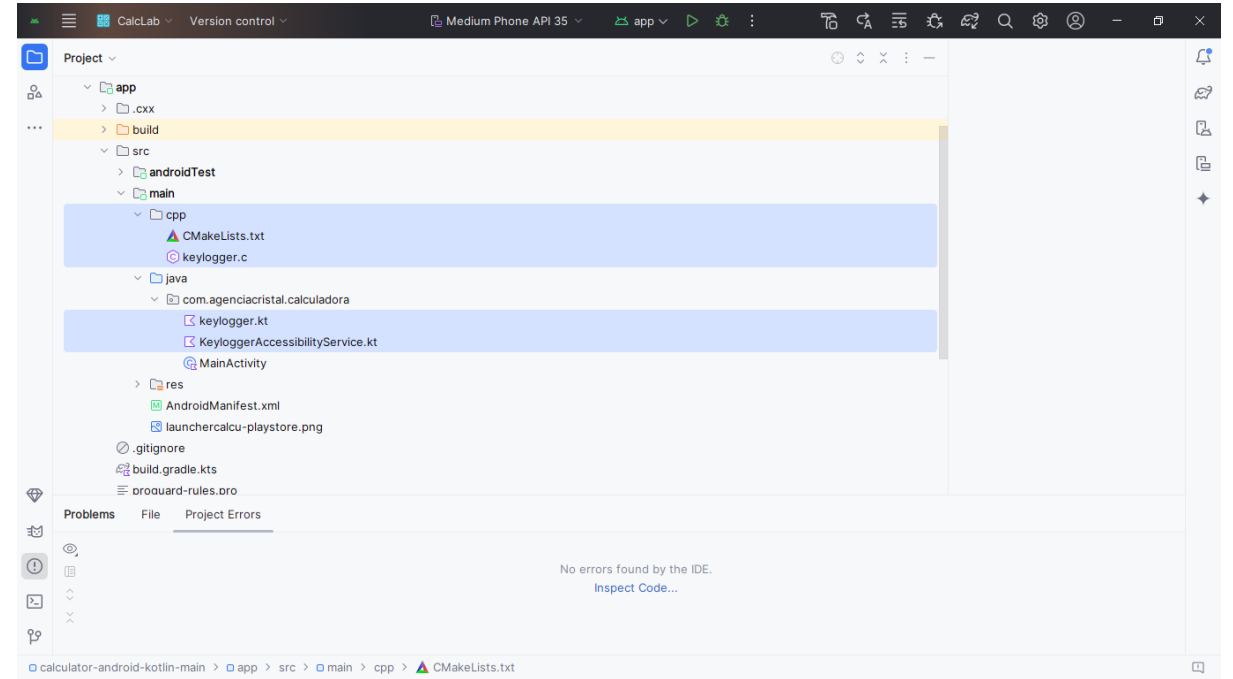 CalcLab Version control Medium Phone API 35 app
Project
app
.cxx
build
src
androidTest
main
cpp
CMakeLists.txt
keylogger.c
java
com.agenciacristal.calculadora
keylogger.kt
KeyloggerAccessibilityService.kt
MainActivity
res
AndroidManifest.xml
launchercalcu-playstore.png
.gitignore
build.gradle.kts
proguard-rules.pro
Problems File Project Errors
No errors found by the IDE.
Inspect Code...
calculator-android-kotlin-main > app > src > main > cpp > CMakeLists.txt